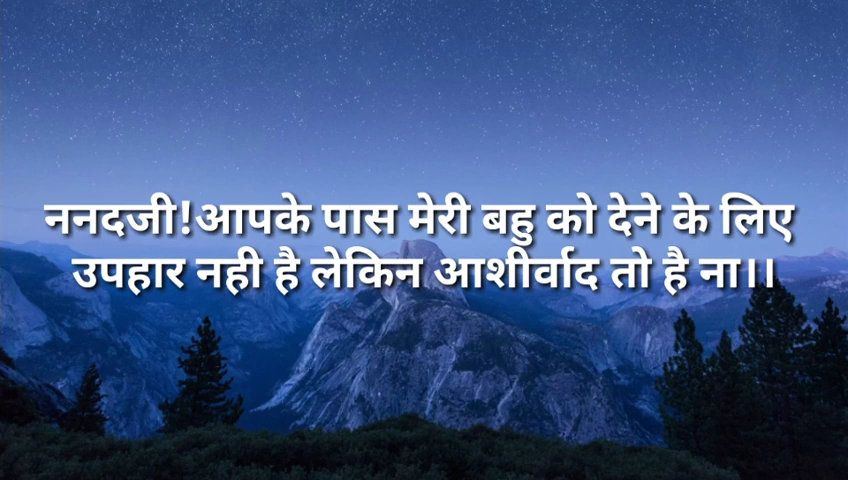 ननदजी!आपके पास मेरी बहु को देने के लिए
उपहार नही है लेकिन आशीर्वाद तो है ना।।